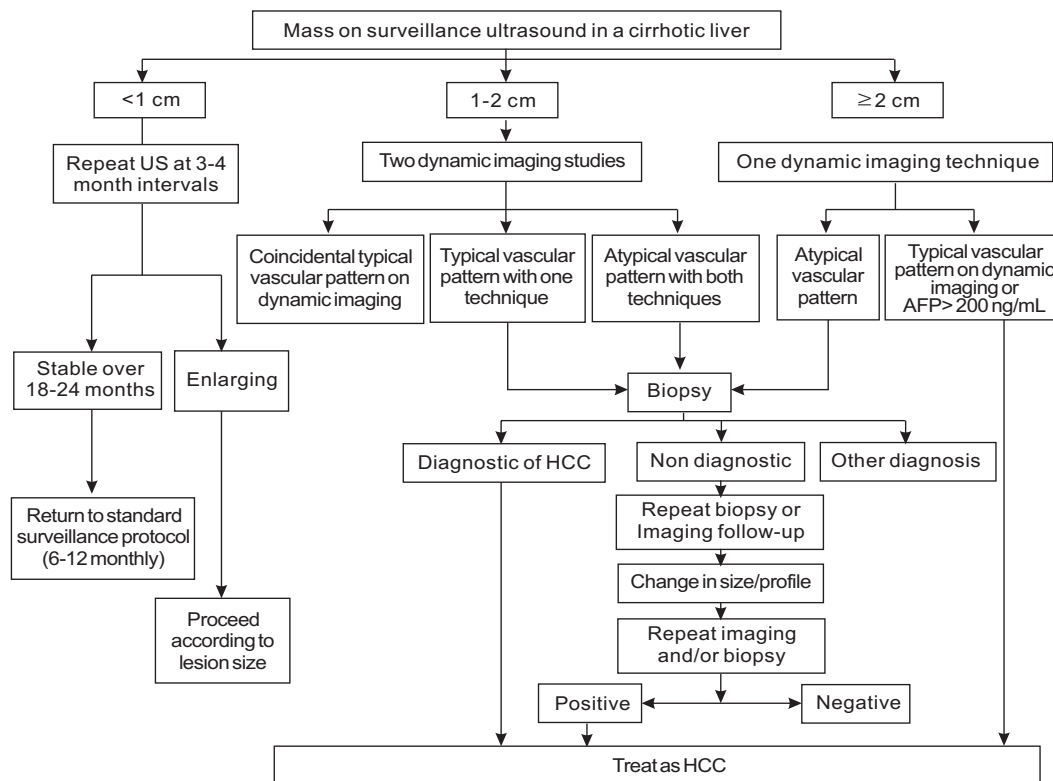 Mass on surveillance ultrasound in a cirrhotic liver
<1 cm
1-2 cm
≥2 cm
Repeat US at 3-4
month intervals
Two dynamic imaging studies
One dynamic imaging technique
Coincidental typical
vascular pattern on
dynamic imaging
Typical vascular
pattern with one
technique
Atypical vascular
pattern with both
techniques
Atypical
vascular
pattern
Typical vascular
pattern on dynamic
imaging or
AFP> 200 ng/mL
Stable over
18-24 months
Enlarging
Biopsy
Diagnostic of HCC
Non diagnostic
Other diagnosis
Return to standard
surveillance protocol
(6-12 monthly)
Repeat biopsy or
Imaging follow-up
Change in size/profile
Proceed
according to
lesion size
Repeat imaging
and/or biopsy
Positive
Negative
Treat as HCC